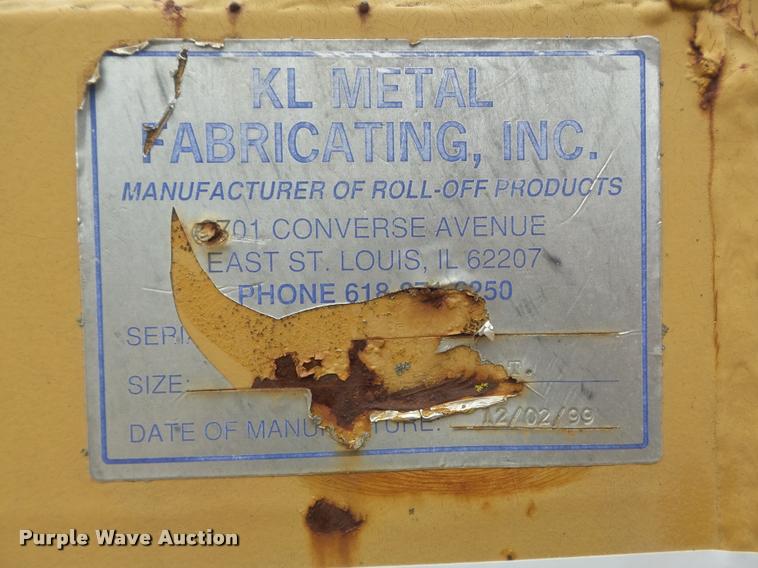 KL METAL
FABRICATING, INC.
MANUFACTURER OF ROLL-OFF PRODUCTS
701 CONVERSE AVENUE
EAST ST. LOUIS, IL 62207
PHONE 618
SIZE:
DATE OF
12/02/99
Purple Wave Auction